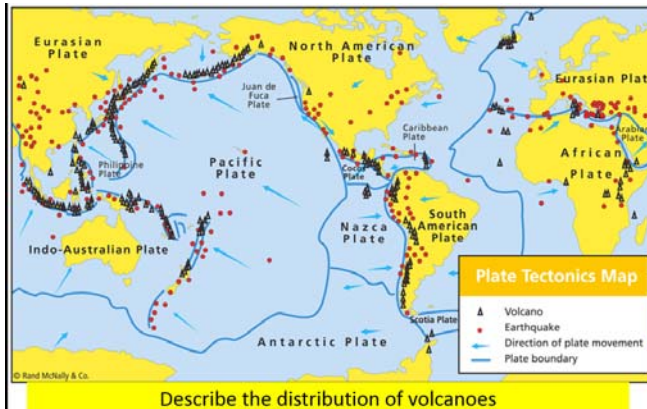 Eurasian
Plate
North American
Plate
Juan de
Fuca Plate
Eurasian Plat
Caribbean
Plate
Arabian
Plate
African
Plate
Philippine
Plate
Pacific
Plate
Cocos
Plate
Nazca
Plate
South
American
Plate
Indo-Australian Plate
Scotia Plate
Antarctic Plate
Plate Tectonics Map
Volcano
Earthquake
Direction of plate movement
Plate boundary
© Rand McNally & Co.
Describe the distribution of volcanoes